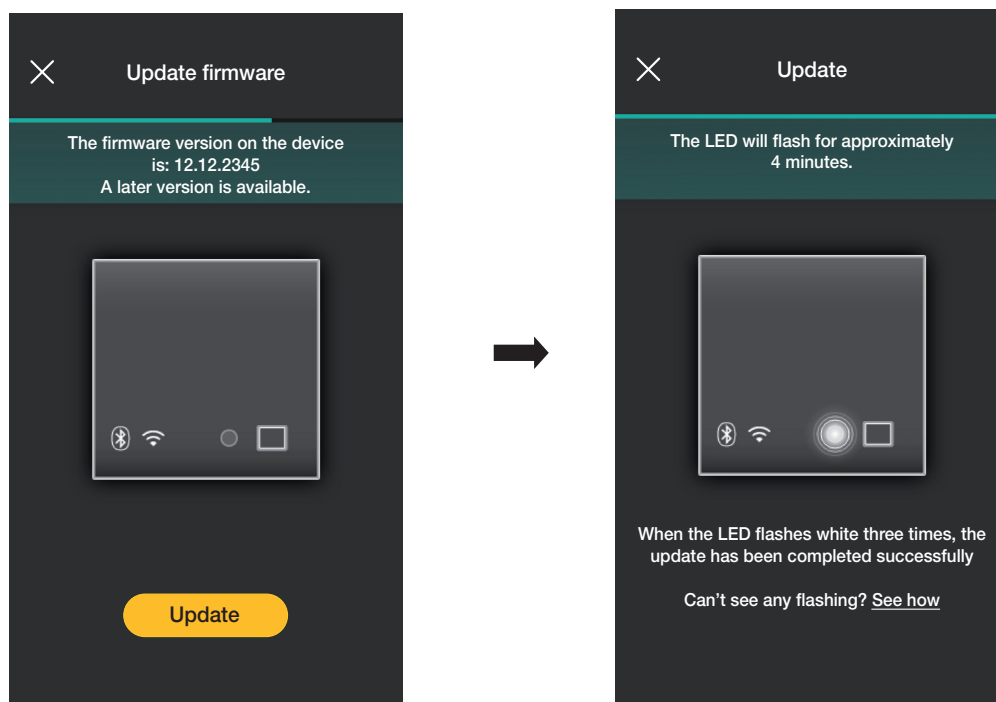 Update firmware
The firmware version on the device
is: 12.12.2345
A later version is available.
Update
Update
The LED will flash for approximately
4 minutes.
When the LED flashes white three times, the
update has been completed successfully
Can’t see any flashing? See how